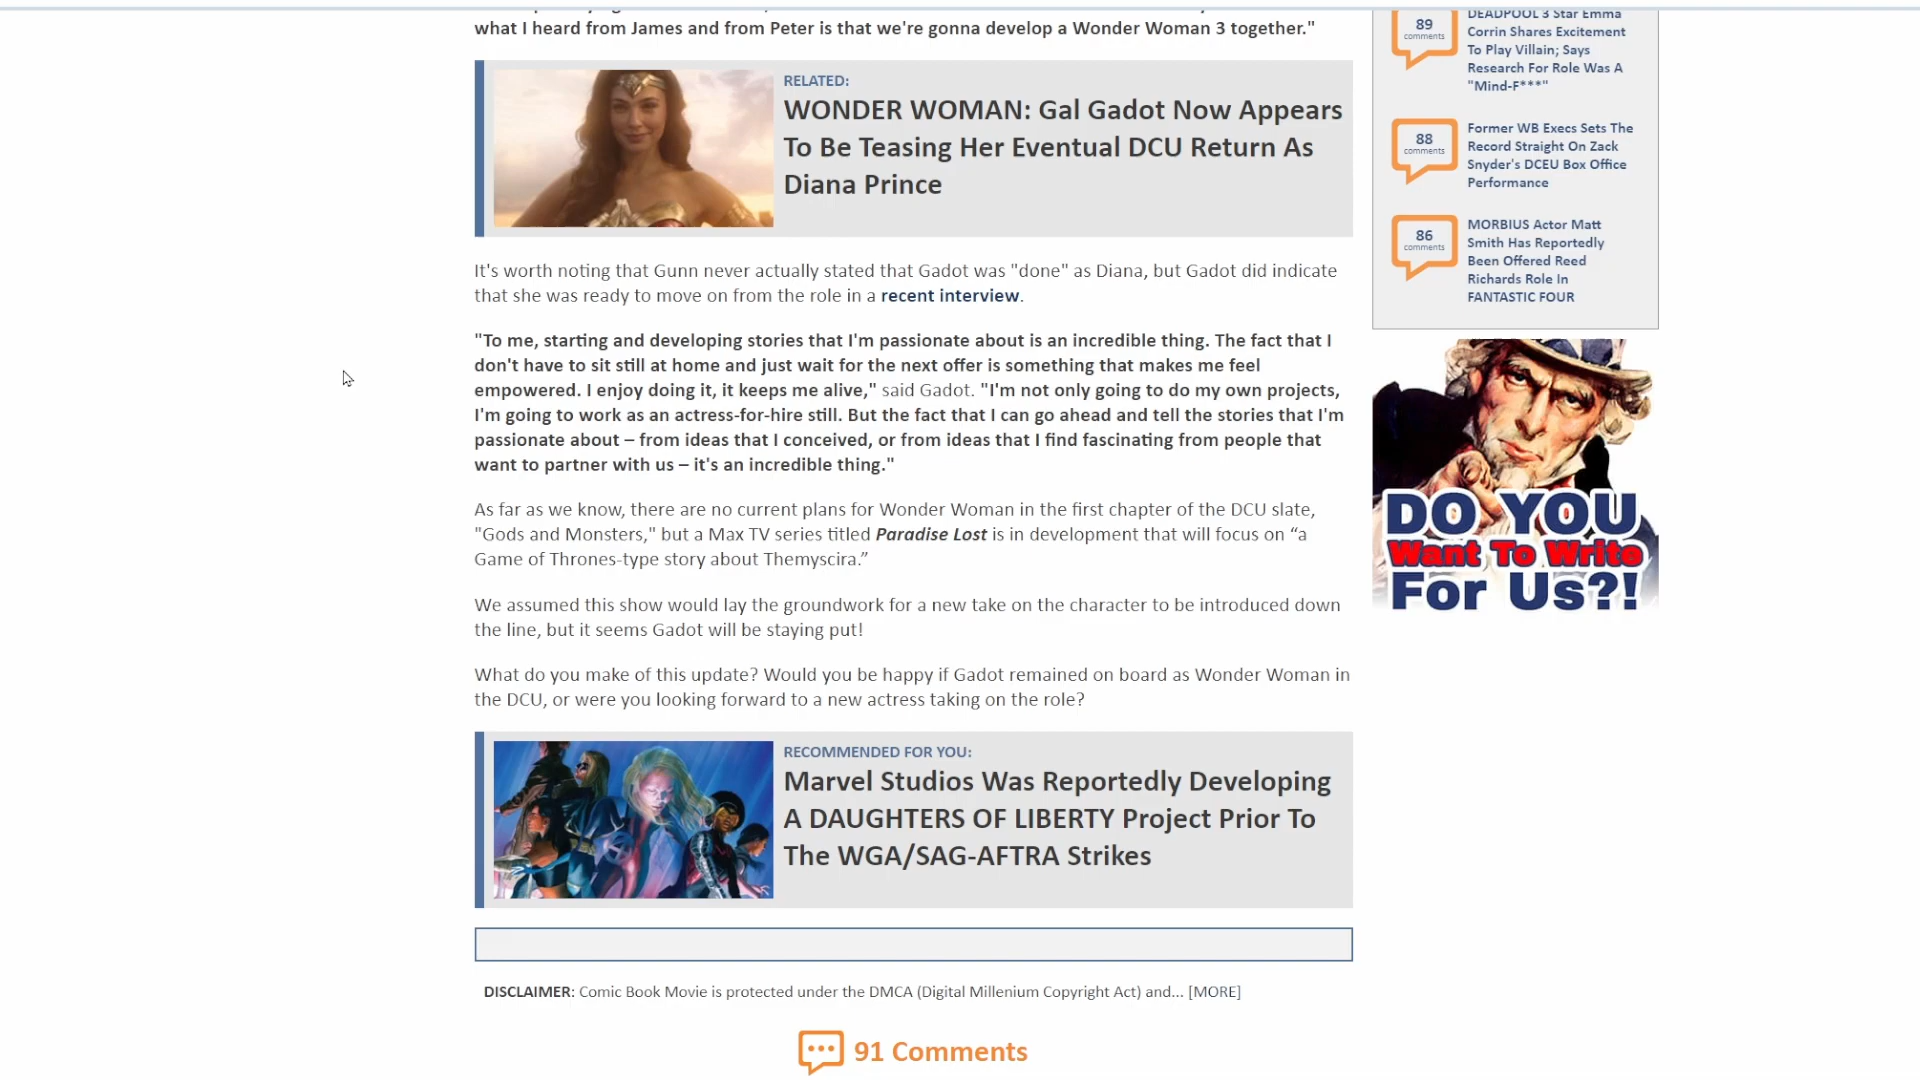 what I heard from James and from Peter is that we're gonna develop a Wonder Woman 3 together."
RELATED:
WONDER WOMAN: Gal Gadot Now Appears
To Be Teasing Her Eventual DCU Return As
Diana Prince
It's worth noting that Gunn never actually stated that Gadot was "done" as Diana, but Gadot did indicate
that she was ready to move on from the role in a recent interview.
"To me, starting and developing stories that I'm passionate about is an incredible thing. The fact that I
don't have to sit still at home and just wait for the next offer is something that makes me feel
empowered. I enjoy doing it, it keeps me alive," said Gadot. "I'm not only going to do my own projects,
I'm going to work as an actress-for-hire still. But the fact that I can go ahead and tell the stories that I'm
passionate about – from ideas that I conceived, or from ideas that I find fascinating from people that
want to partner with us – it's an incredible thing."
As far as we know, there are no current plans for Wonder Woman in the first chapter of the DCU slate,
"Gods and Monsters," but a Max TV series titled Paradise Lost is in development that will focus on “a
Game of Thrones-type story about Themyscira.”
We assumed this show would lay the groundwork for a new take on the character to be introduced down
the line, but it seems Gadot will be staying put!
What do you make of this update? Would you be happy if Gadot remained on board as Wonder Woman in
the DCU, or were you looking forward to a new actress taking on the role?
RECOMMENDED FOR YOU:
Marvel Studios Was Reportedly Developing
A DAUGHTERS OF LIBERTY Project Prior To
The WGA/SAG-AFTRA Strikes
DISCLAIMER: Comic Book Movie is protected under the DMCA (Digital Millenium Copyright Act) and... [MORE]
91 Comments
89
comments
DEADPOOL 3 Star Emma
Corrin Shares Excitement
To Play Villain; Says
Research For Role Was A
"Mind-F***"
88
comments
Former WB Execs Sets The
Record Straight On Zack
Snyder's DCEU Box Office
Performance
86
comments
MORBIUS Actor Matt
Smith Has Reportedly
Been Offered Reed
Richards Role In
FANTASTIC FOUR
DO YOU
Want To Write
For Us?!